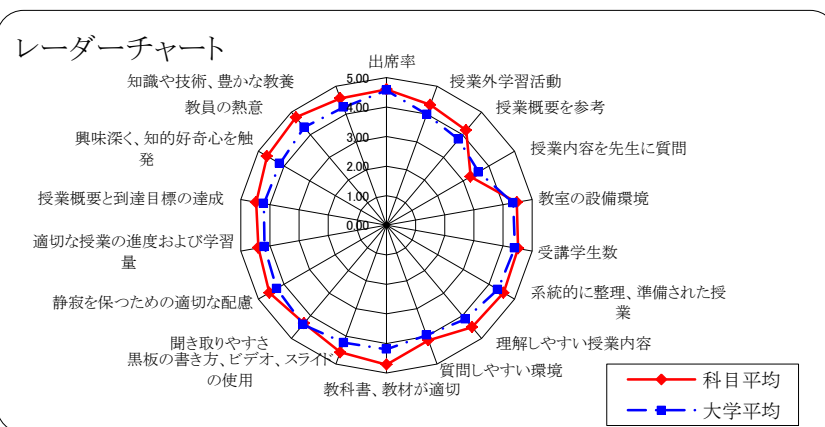 レーダーチャート
出席率
授業外学習活動
授業概要を参考
授業内容を先生に質問
教室の設備環境
受講学生数
系統的に整理、準備された授
業
理解しやすい授業内容
質問しやすい環境
教科書、教材が適切
黒板の書き方、ビデオ、スライド
の使用
聞き取りやすさ
静寂を保つための適切な配慮
適切な授業の進度および学習
量
授業概要と到達目標の達成
興味深く、知的好奇心を触
発
教員の熱意
知識や技術、豊かな教養
5.00
4.00
3.00
2.00
1.00
0.00
科目平均
大学平均